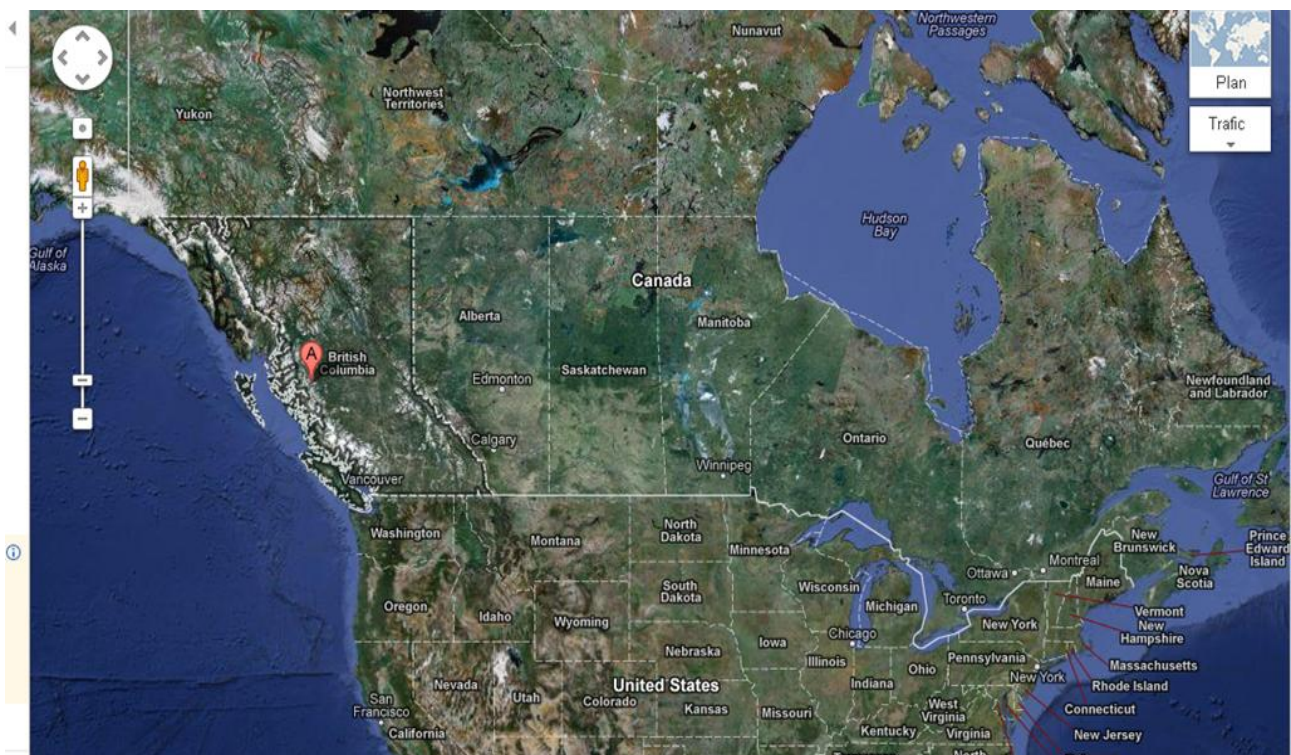 Northwestern
Passages
Nunavut
Plan
Northwest
Territories
Yukon
Trafic
Hudson
Bay
Gulf of
Alaska
Canada
Alberta
Manitoba
A
British
Columbia
Saskatchewan
Edmonton
Newfoundland
and Labrador
Calgary
Ontario
Québec
Winnipeg
Vancouver
Gulf of St
Lawrence
Washington
Montana
North
Dakota
Minnesota
New
Brunswick
Prince
Edward
Island
Ottawa
Montreal
Maine
Nova
Scotia
South
Dakota
Wisconsin
Michigan
Toronto
Oregon
Idaho
Wyoming
New York
Vermont
New
Hampshire
Chicago
Iowa
Nebraska
Illinois
Ohio
Pennsylvania
New York
Massachusetts
Indiana
Rhode Island
Nevada
Utah
United States
Colorado
Kansas
Missouri
West
Virginia
Connecticut
San
Francisco
California
Kentucky
Virginia
New Jersey
North